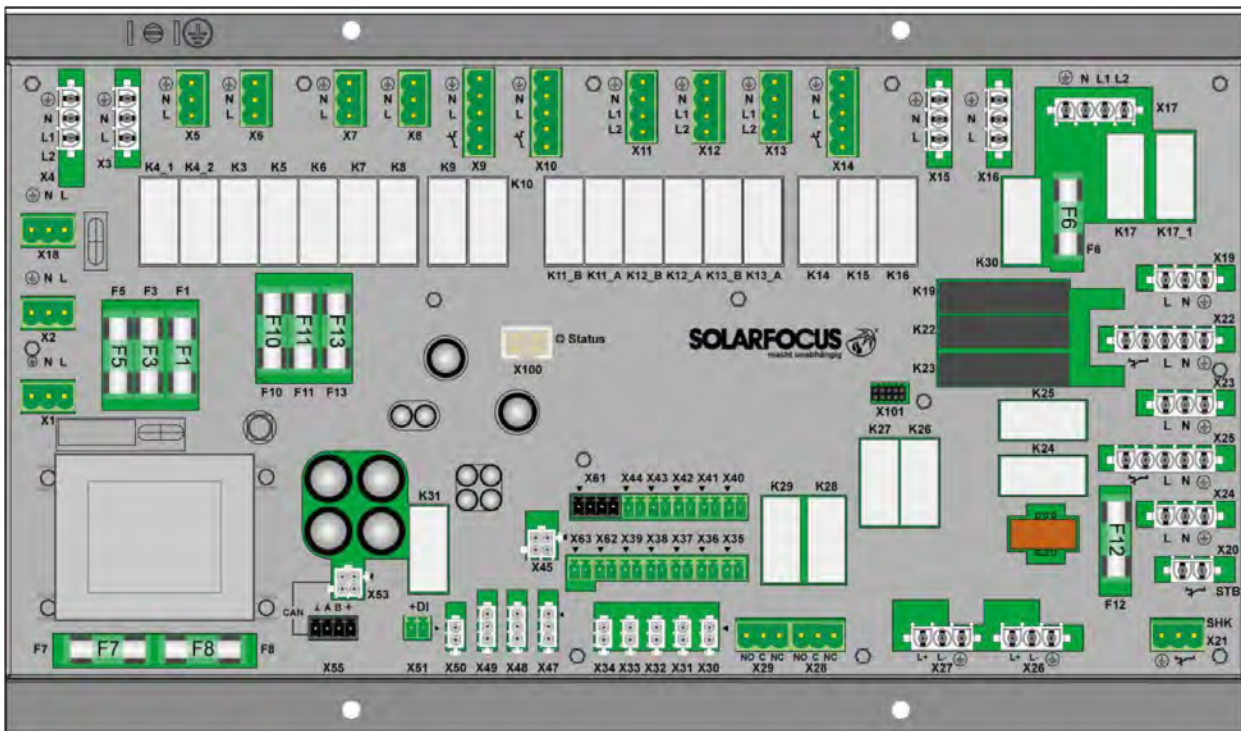 N L1 L2
N
L1
L2
X4
N
L
X3
N
L
X5
N
L
X6
N
L
X7
N
L
X8
N
L
X9
N
L
X10
N
L1
L2
X11
N
L1
L2
X12
N
L1
L2
X13
N
L
X14
N
L
X15
N
L
X16
X17
K4_1 K4_2 K3 K5 K6 K7 K8 K9 K10
K11_B K11_A K12_B K12_A K13_B K13_A
K14 K15 K16
K30
F6
F6
K17 K17_1
N L
X18
N L
X2
N L
X1
F5 F3 F1
F5 F3 F1
F10 F11 F13
F10 F11 F13
X100
Status
SOLARFOCUS
macht unabhängig
X101
K19
K22
K23
X19
L N
X22
L N
X23
L N
X25
L N
X24
L N
X20
STB
K25
K24
K27 K26
K29 K28
F12
F12
X61 X44 X43 X42 X41 X40
X63 X62 X39 X38 X37 X36 X35
X45
K31
X53
CAN
A B +
X55
+DI
X51
X50 X49 X48 X47
X34 X33 X32 X31 X30
NO C NC
X29
NO C NC
X28
L+ L-
X27
L+ L-
X26
SHK
X21
F7 F7 F8 F8